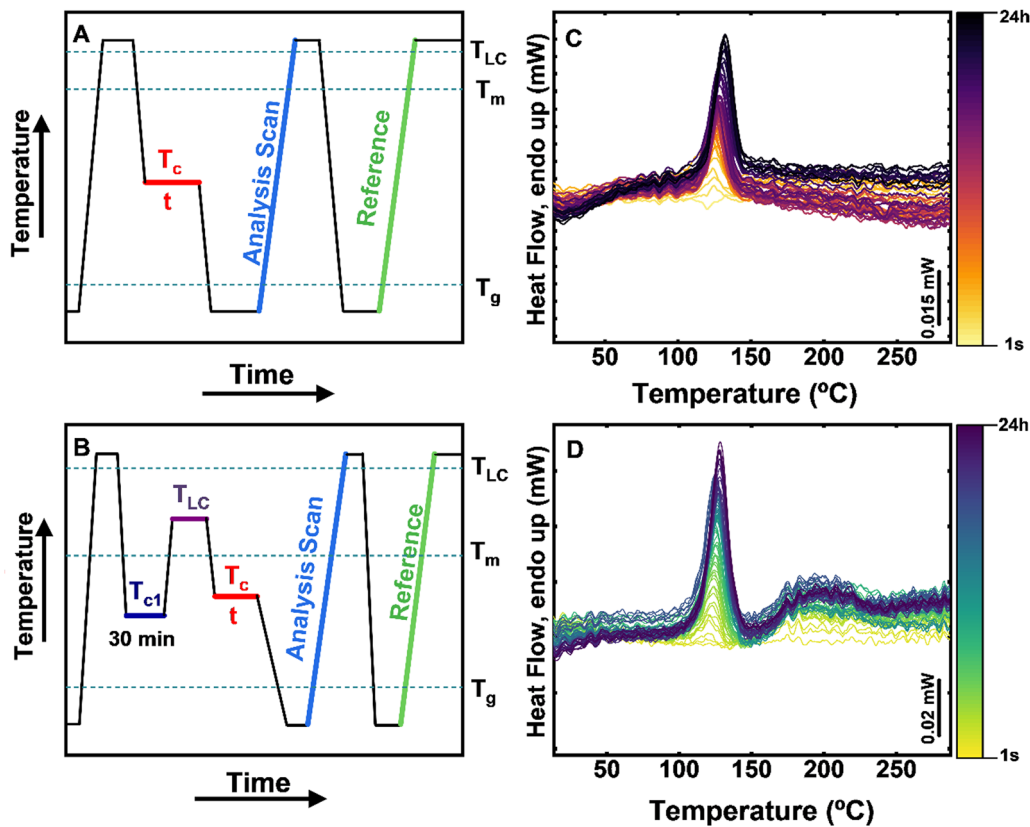 A
Temperature
T_LC
T_m
T_g
T_c
t
Analysis Scan
Reference
Time
C
Heat Flow, endo up (mW)
0.015 mW
24h
1s
50 100 150 200 250
Temperature (ºC)
B
Temperature
T_LC
T_m
T_g
T_LC
T_c1
30 min
T_c
t
Analysis Scan
Reference
Time
D
Heat Flow, endo up (mW)
0.02 mW
24h
1s
50 100 150 200 250
Temperature (ºC)